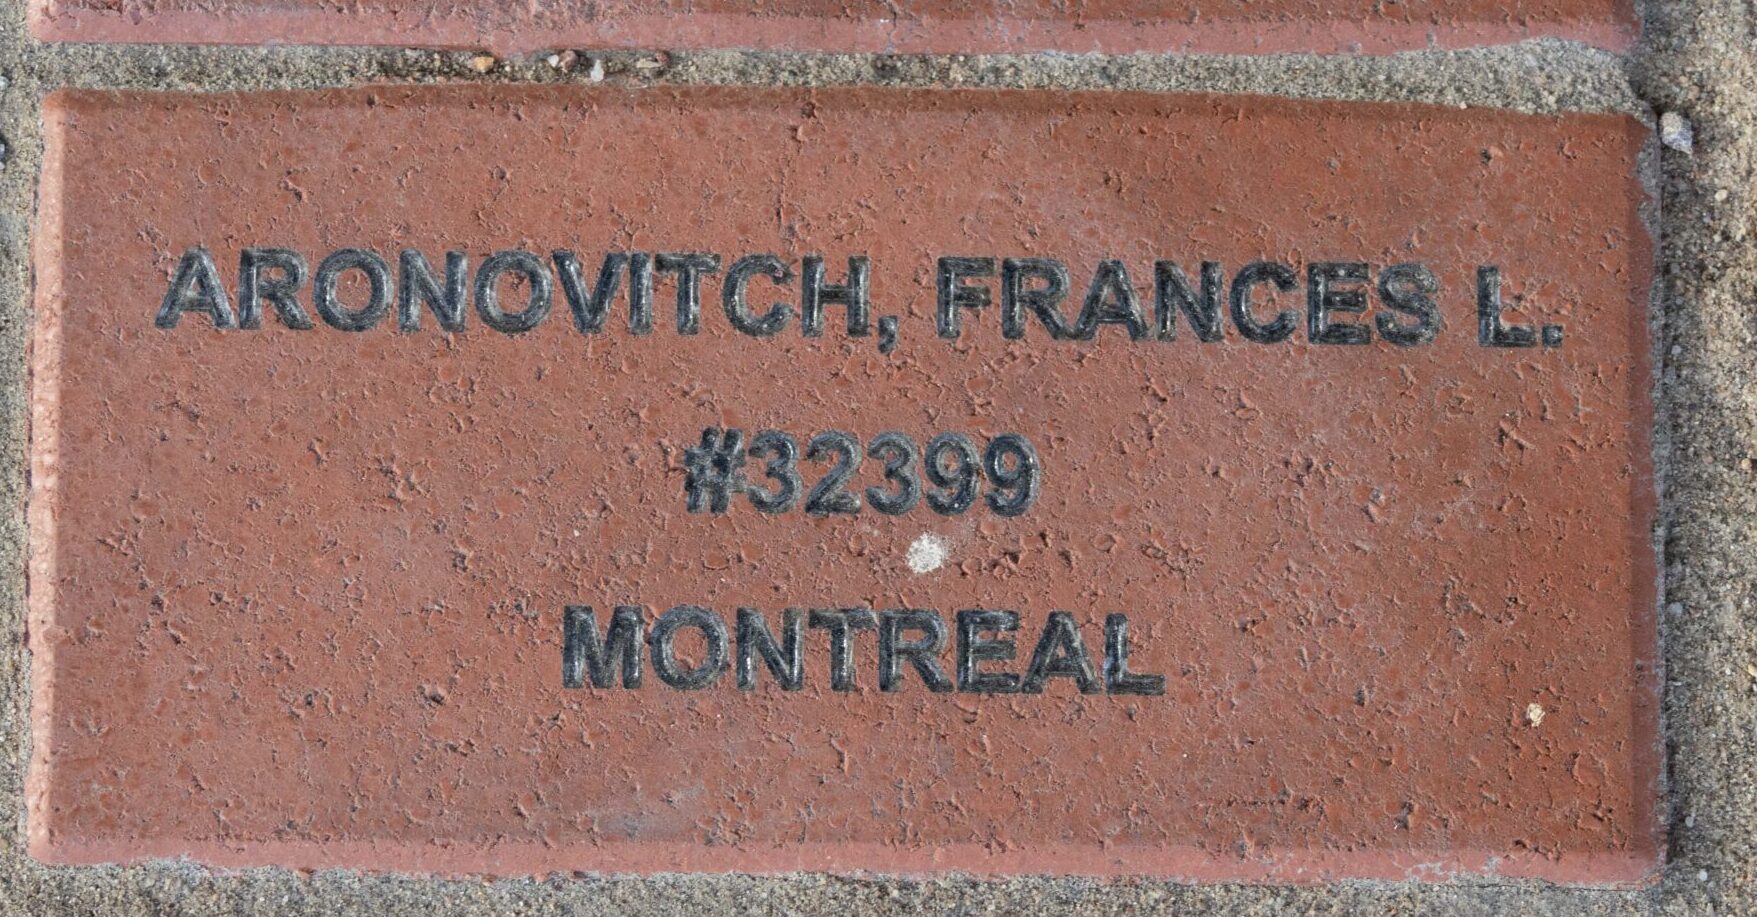 ARONOVITCH, FRANCES L.
#32399
MONTREAL